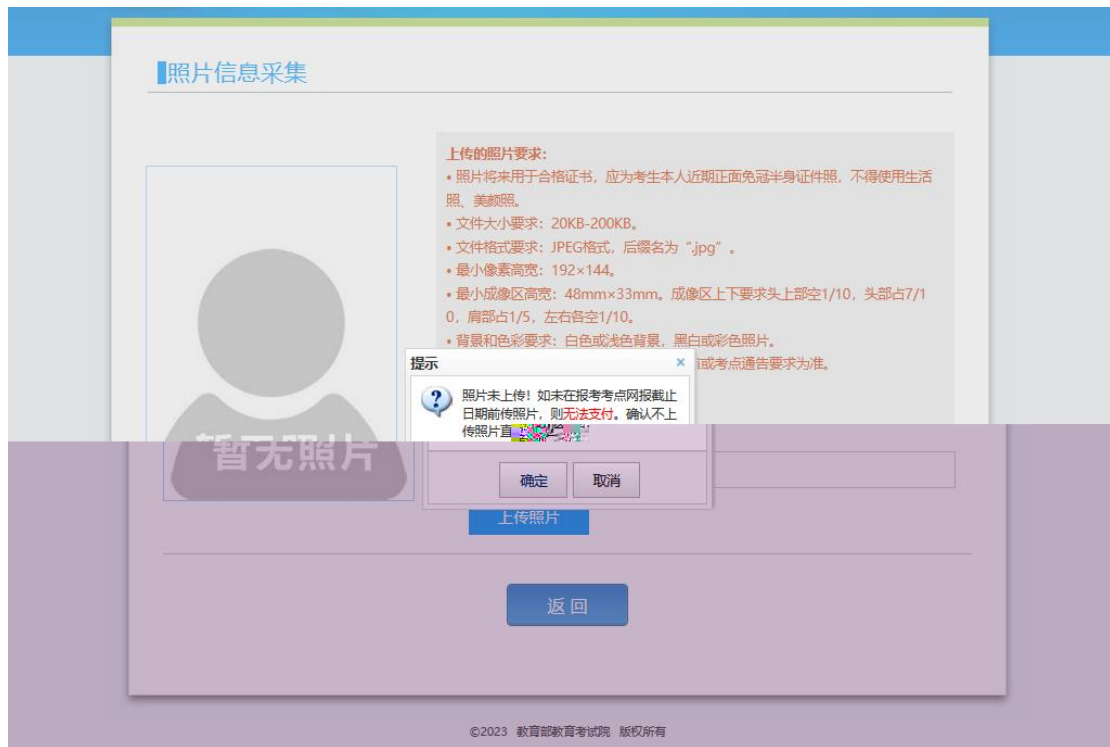 照片信息采集
上传的照片要求：
• 照片将来用于合格证书，应为考生本人近期正面免冠半身证件照，不得使用生活
照、美颜照。
• 文件大小要求：20KB-200KB。
• 文件格式要求：JPEG格式，后缀名为“.jpg”。
• 最小像素高宽：192×144。
• 最小成像区高宽：48mm×33mm。成像区上下要求头上部空1/10，头部占7/1
0，肩部占1/5，左右各空1/10。
• 背景和色彩要求：白色或浅色背景，黑白或彩色照片。
或考点通告要求为准。
提示
×
照片未上传！如未在报考考点网报截止
日期前传照片，则无法支付。确认不上
传照片直
暂无照片
确定 取消
上传照片
返 回
©2023 教育部教育考试院 版权所有